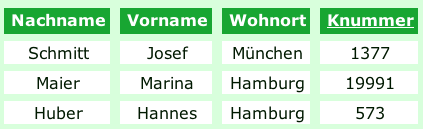 Nachname Vorname Wohnort Knummer
Schmitt Josef München 1377
Maier Marina Hamburg 19991
Huber Hannes Hamburg 573